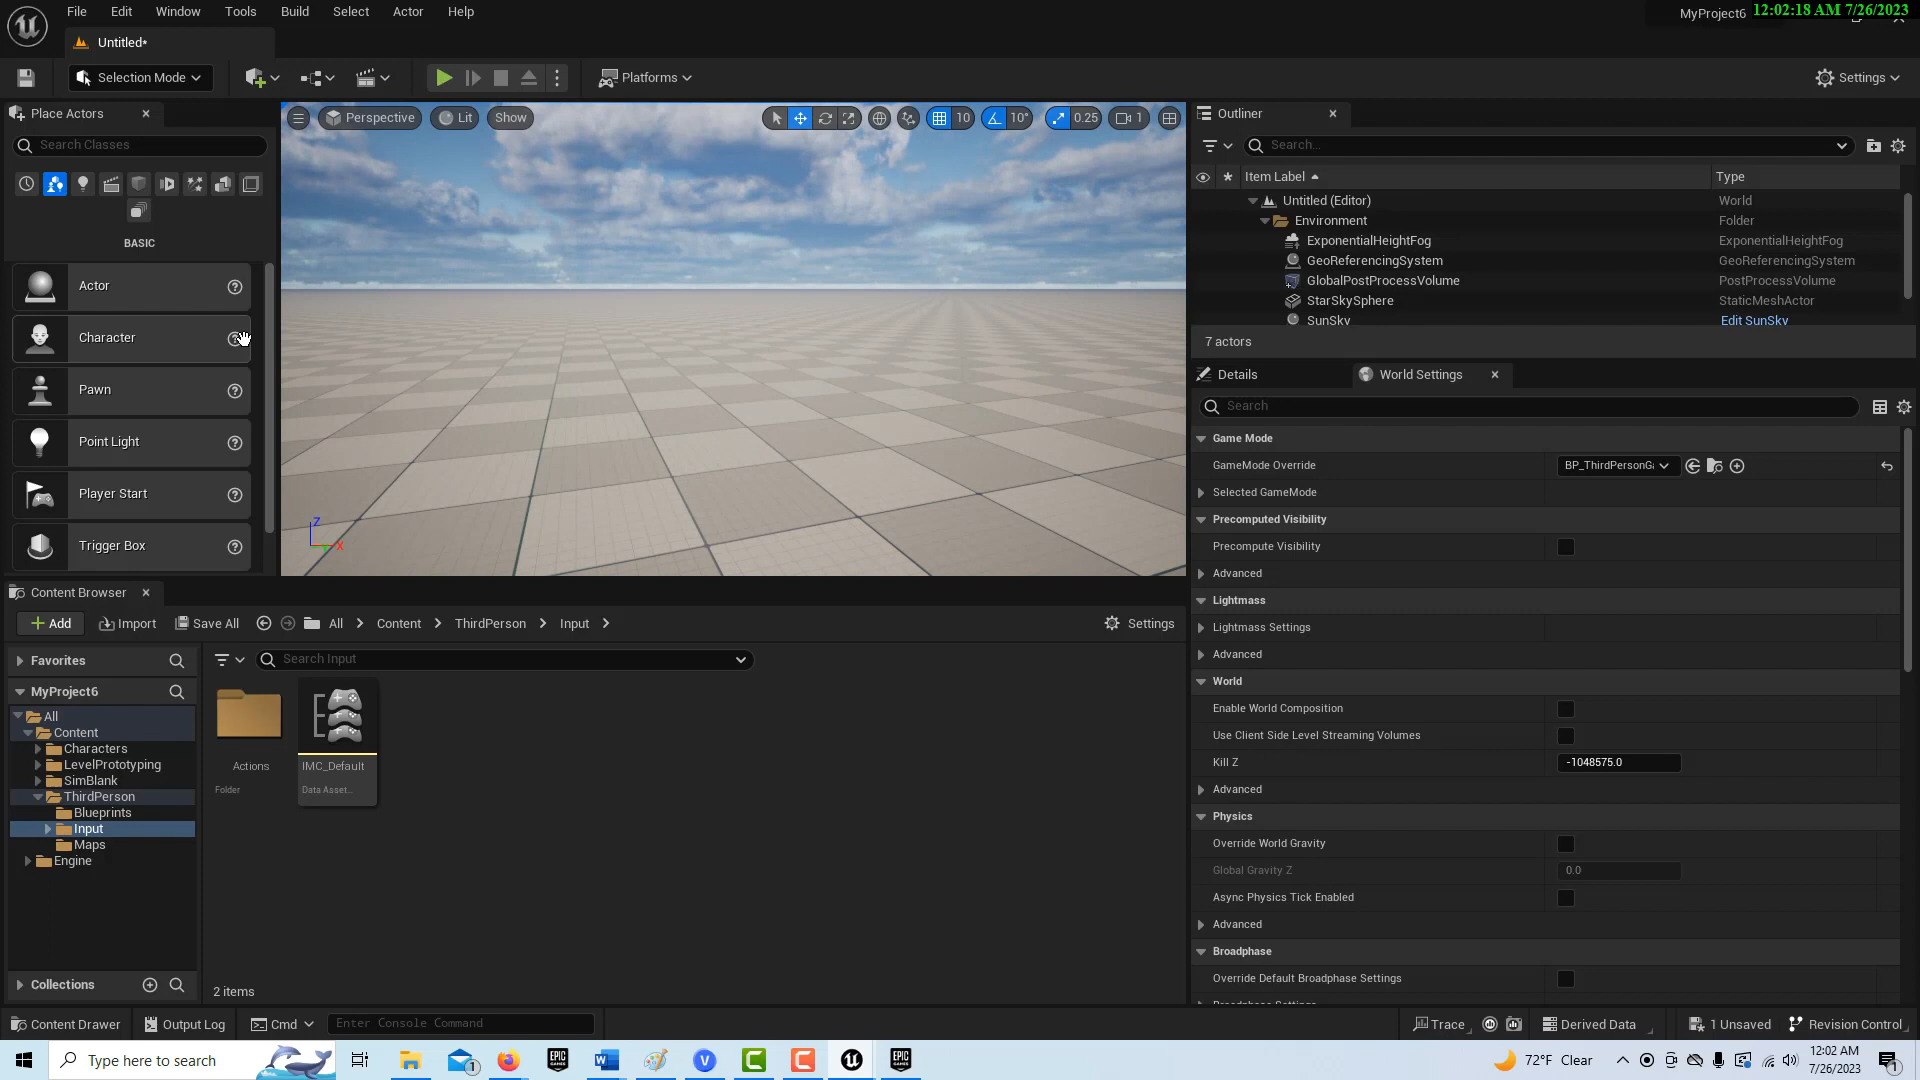 File Edit Window Tools Build Select Actor Help
MyProject6
12:02:18 AM 7/26/2023
Untitled*
Selection Mode
Platforms
Settings
Place Actors
Search Classes
BASIC
Actor
Character
Pawn
Point Light
Player Start
Trigger Box
Perspective
Lit
Show
10
10°
0.25
1
Z
X
Outliner
Search...
Item Label
Type
Untitled (Editor)
World
Environment
Folder
ExponentialHeightFog
ExponentialHeightFog
GeoReferencingSystem
GeoReferencingSystem
GlobalPostProcessVolume
PostProcessVolume
StarSkySphere
StaticMeshActor
SunSky
Edit SunSky
7 actors
Details
World Settings
Search
Game Mode
GameMode Override
BP_ThirdPersonGa
Selected GameMode
Precomputed Visibility
Precompute Visibility
Advanced
Lightmass
Lightmass Settings
Advanced
World
Enable World Composition
Use Client Side Level Streaming Volumes
Kill Z
-1048575.0
Advanced
Physics
Override World Gravity
Global Gravity Z
0.0
Async Physics Tick Enabled
Advanced
Broadphase
Override Default Broadphase Settings
Content Browser
Add
Import
Save All
All
Content
ThirdPerson
Input
Settings
Favorites
MyProject6
All
Content
Characters
LevelPrototyping
SimBlank
ThirdPerson
Blueprints
Input
Maps
Engine
Collections
Search Input
Actions
Folder
IMC_Default
Data Asset...
2 items
Content Drawer
Output Log
Cmd
Enter Console Command
Trace
Derived Data
1 Unsaved
Revision Control
Type here to search
72°F Clear
12:02 AM
7/26/2023